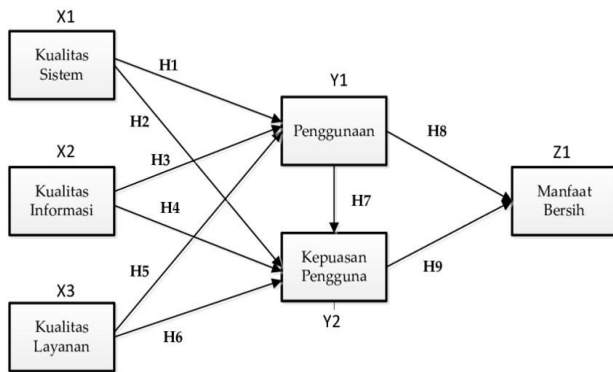 X1
Kualitas
Sistem
H1
H2
Y1
Penggunaan
H8
X2
Kualitas
Informasi
H3
H4
H7
Z1
Manfaat
Bersih
X3
Kualitas
Layanan
H5
H6
Kepuasan
Pengguna
Y2
H9